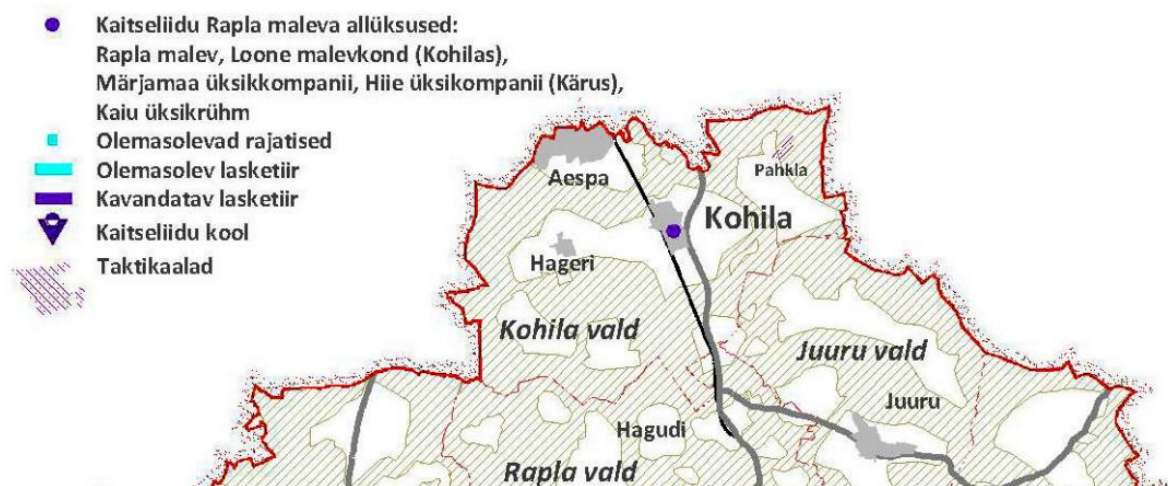 Kaitseliidu Rapla maleva allüksused:
Rapla malev, Loone malevkond (Kohilas),
Märjamaa üksikkompanii, Hiie üksikompanii (Kärus),
Kaiu üksikrühm
Olemasolevad rajatised
Olemasolev lasketiir
Kavandatav lasketiir
Kaitseliidu kool
Taktikaalad
Aespa
Pahkla
Kohila
Hageri
Kohila vald
Juuru vald
Juuru
Hagudi
Rapla vald